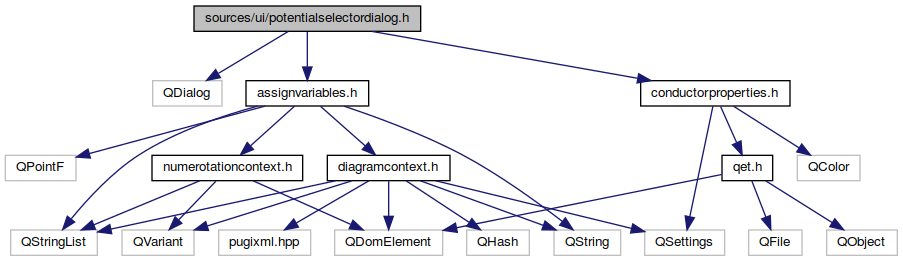 sources/ui/potentialselectordialog.h
QDialog
assignvariables.h
conductorproperties.h
QPointF
numerotationcontext.h
diagramcontext.h
qet.h
QColor
QStringList
QVariant
pugixml.hpp
QDomElement
QHash
QString
QSettings
QFile
QObject